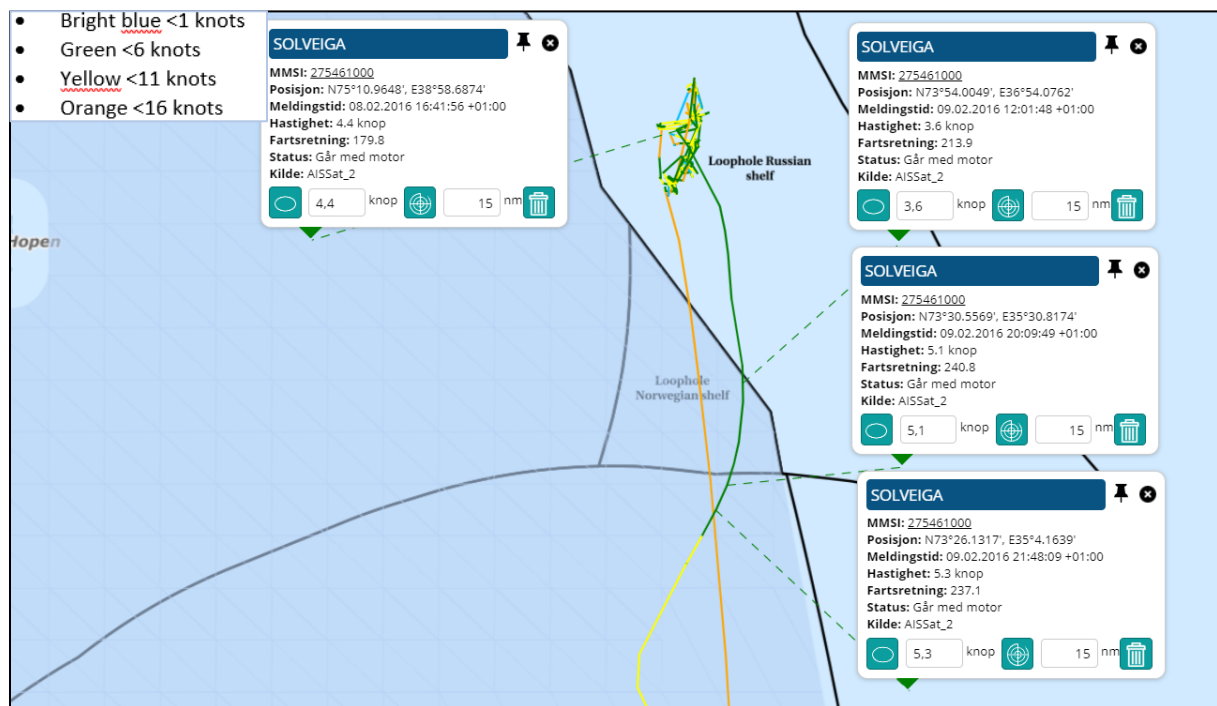 • Bright blue <1 knots
• Green <6 knots
• Yellow <11 knots
• Orange <16 knots
SOLVEIGA
MMSI: 275461000
Posisjon: N75°10.9648', E38°58.6874'
Meldingstid: 08.02.2016 16:41:56 +01:00
Hastighet: 4.4 knop
Fartsretning: 179.8
Status: Går med motor
Kilde: AISSat_2
4,4 knop 15 nm
SOLVEIGA
MMSI: 275461000
Posisjon: N73°54.0049', E36°54.0762'
Meldingstid: 09.02.2016 12:01:48 +01:00
Hastighet: 3.6 knop
Fartsretning: 213.9
Status: Går med motor
Kilde: AISSat_2
3,6 knop 15 nm
Loophole Russian
shelf
Hopen
SOLVEIGA
MMSI: 275461000
Posisjon: N73°30.5569', E35°30.8174'
Meldingstid: 09.02.2016 20:09:49 +01:00
Hastighet: 5.1 knop
Fartsretning: 240.8
Status: Går med motor
Kilde: AISSat_2
5,1 knop 15 nm
Loophole
Norwegian shelf
SOLVEIGA
MMSI: 275461000
Posisjon: N73°26.1317', E35°4.1639'
Meldingstid: 09.02.2016 21:48:09 +01:00
Hastighet: 5.3 knop
Fartsretning: 237.1
Status: Går med motor
Kilde: AISSat_2
5,3 knop 15 nm